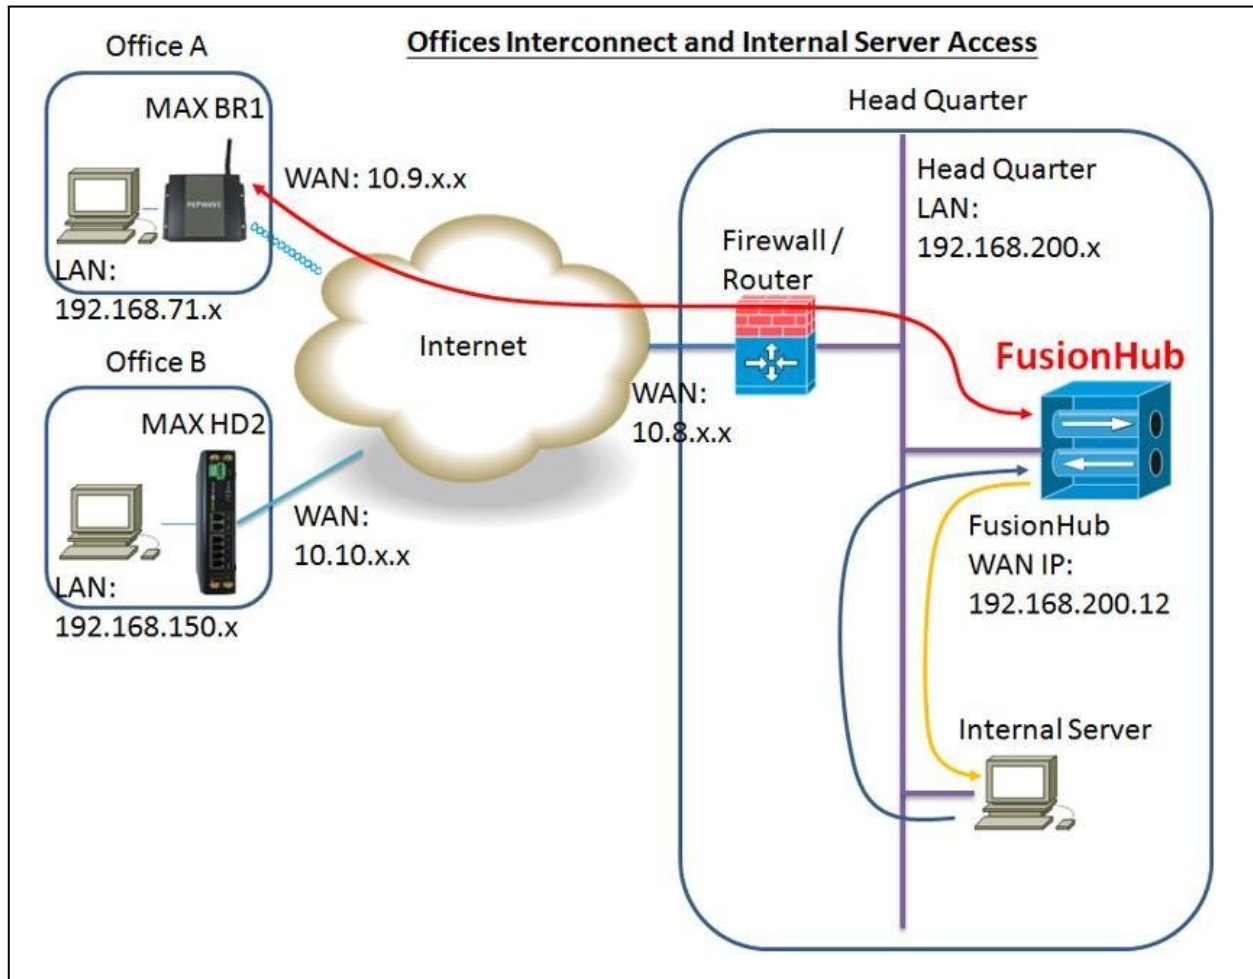 Offices Interconnect and Internal Server Access
Office A
MAX BR1
PEPWAVE
LAN:
192.168.71.x
WAN: 10.9.x.x
Office B
MAX HD2
LAN:
192.168.150.x
WAN:
10.10.x.x
Internet
WAN:
10.8.x.x
Head Quarter
Firewall /
Router
Head Quarter
LAN:
192.168.200.x
FusionHub
FusionHub
WAN IP:
192.168.200.12
Internal Server